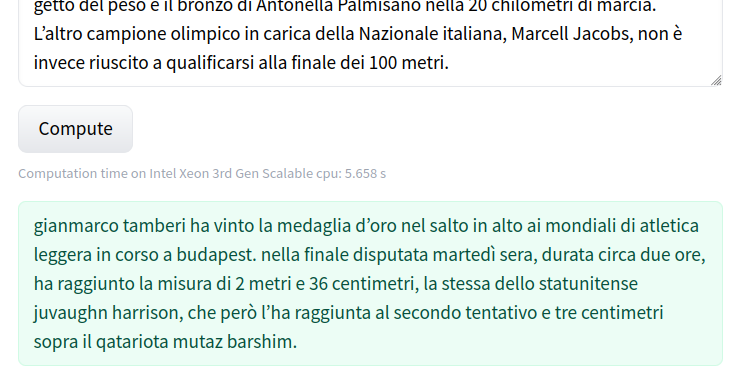 getto del peso e il bronzo di Antonella Palmisano nella 20 chilometri di marcia.
L’altro campione olimpico in carica della Nazionale italiana, Marcell Jacobs, non è
invece riuscito a qualificarsi alla finale dei 100 metri.
Compute
Computation time on Intel Xeon 3rd Gen Scalable cpu: 5.658 s
gianmarco tamberi ha vinto la medaglia d’oro nel salto in alto ai mondiali di atletica
leggera in corso a budapest. nella finale disputata martedì sera, durata circa due ore,
ha raggiunto la misura di 2 metri e 36 centimetri, la stessa dello statunitense
juvaughn harrison, che però l’ha raggiunta al secondo tentativo e tre centimetri
sopra il qatariota mutaz barshim.